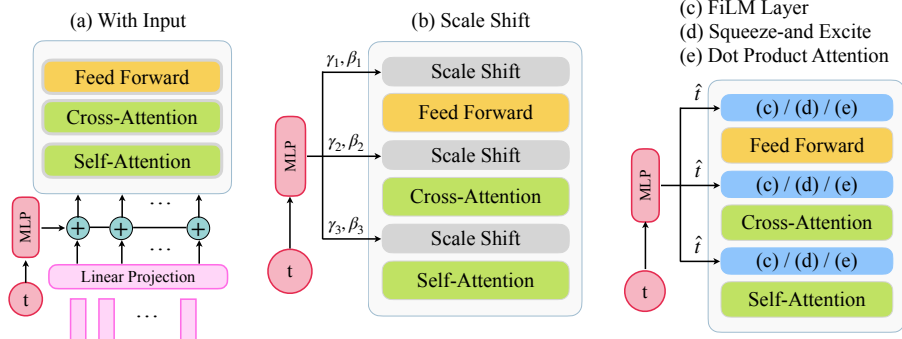 (a) With Input
Feed Forward
Cross-Attention
Self-Attention
...
MLP
+ + +
...
t
Linear Projection
...
(b) Scale Shift
γ₁, β₁
Scale Shift
Feed Forward
MLP
γ₂, β₂
Scale Shift
Cross-Attention
γ₃, β₃
Scale Shift
t
Self-Attention
(c) FiLM Layer
(d) Squeeze-and Excite
(e) Dot Product Attention
t̂
(c) / (d) / (e)
Feed Forward
MLP
t̂
(c) / (d) / (e)
Cross-Attention
t̂
(c) / (d) / (e)
t
Self-Attention